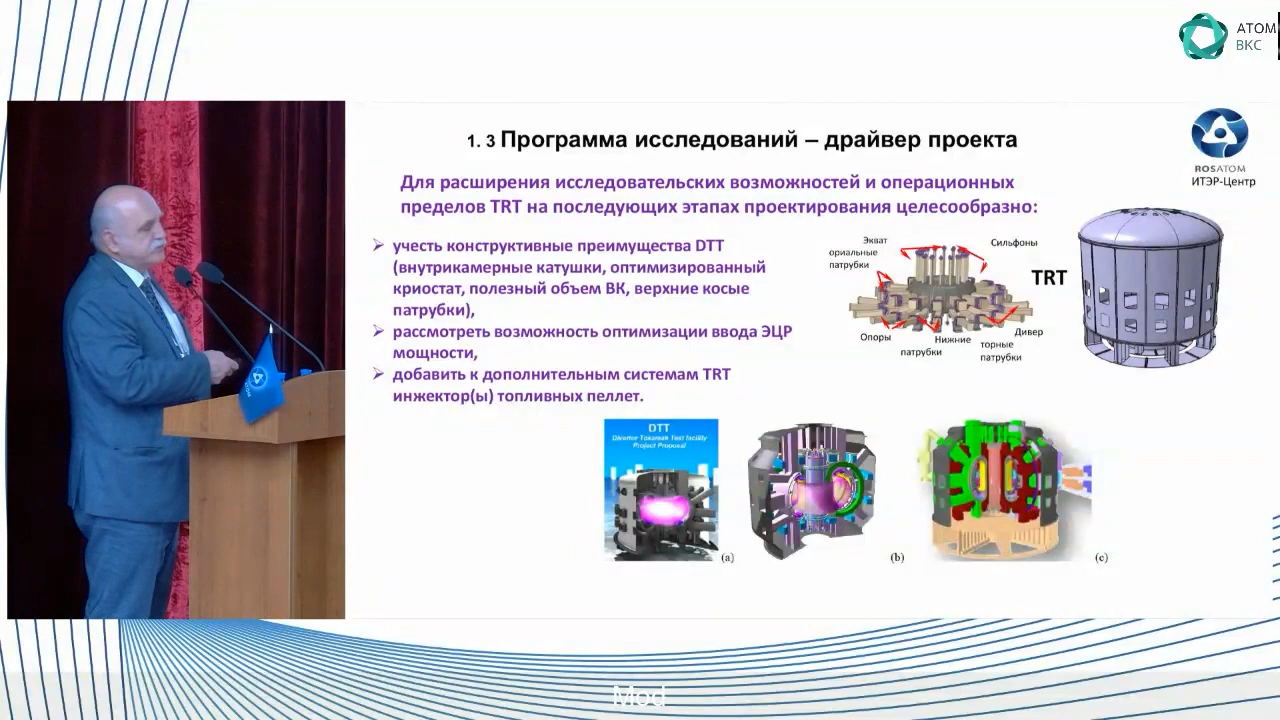 АТОМ
ВКС
1. 3 Программа исследований – драйвер проекта
ROSATOM
ИТЭР-Центр
Для расширения исследовательских возможностей и операционных
пределов TRT на последующих этапах проектирования целесообразно:
учесть конструктивные преимущества DTT
(внутрикамерные катушки, оптимизированный
криостат, полезный объем ВК, верхние косые
патрубки),
рассмотреть возможность оптимизации ввода ЭЦР
мощности,
добавить к дополнительным системам TRT
инжектор(ы) топливных пеллет.
Экват
ориальные
патрубки
Сильфоны
TRT
Опоры
Нижние
патрубки
Дивер
торные
патрубки
DTT
Divertor Tokamak Test facility
Project Proposal
(a)
(b)
(c)
Mod